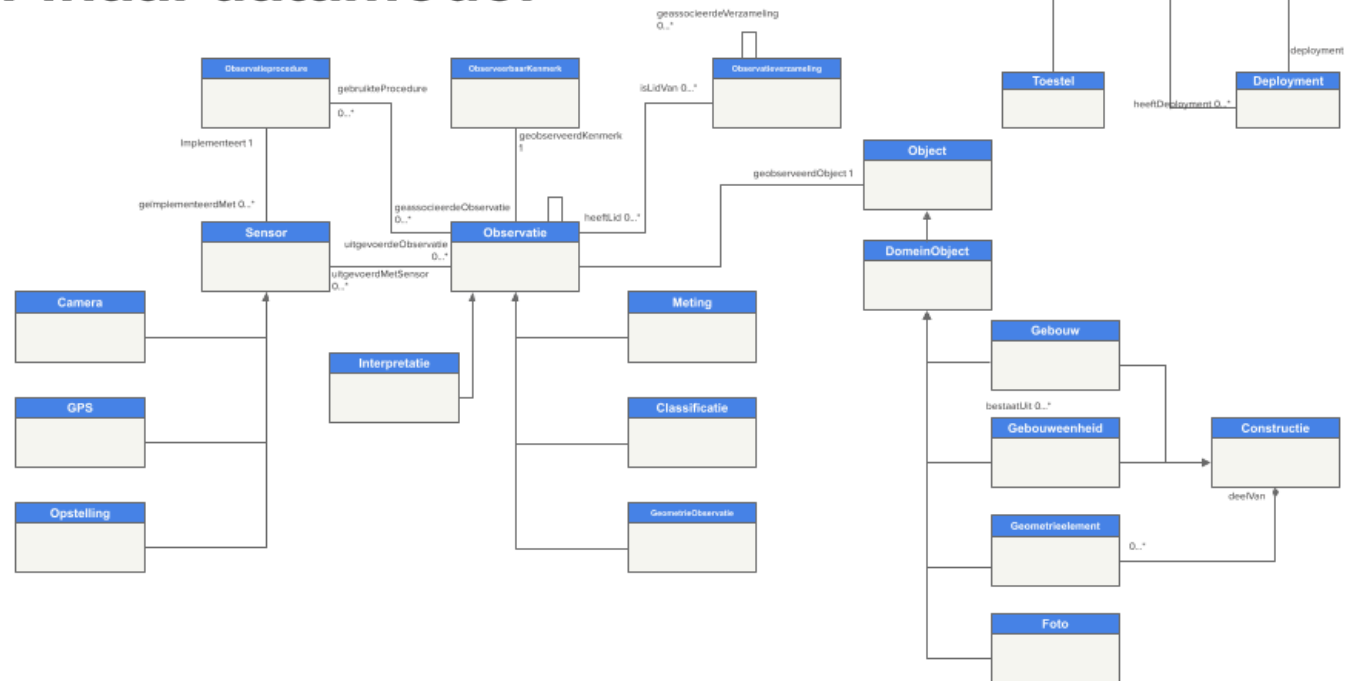 geassocieerdeVerzameling
0...*
deployment
Observatieprocedure
ObserveerbaarKenmerk
Observatieverzameling
Toestel
Deployment
gebruikteProcedure
0...*
isLidVan 0...*
heeftDeployment 0...*
Implementeert 1
geobserveerdKenmerk
1
Object
geobserveerdObject 1
geïmplementeerdMet 0...*
geassocieerdeObservatie
0...*
heeftLid 0...*
Sensor
Observatie
uitgevoerdeObservatie
0...*
uitgevoerdMetSensor
0...*
DomeinObject
Camera
Meting
Gebouw
Interpretatie
GPS
Classificatie
bestaatUit 0...*
Gebouweenheid
Constructie
deelVan
Opstelling
GeometrieObservatie
Geometrieelement
0...*
Foto